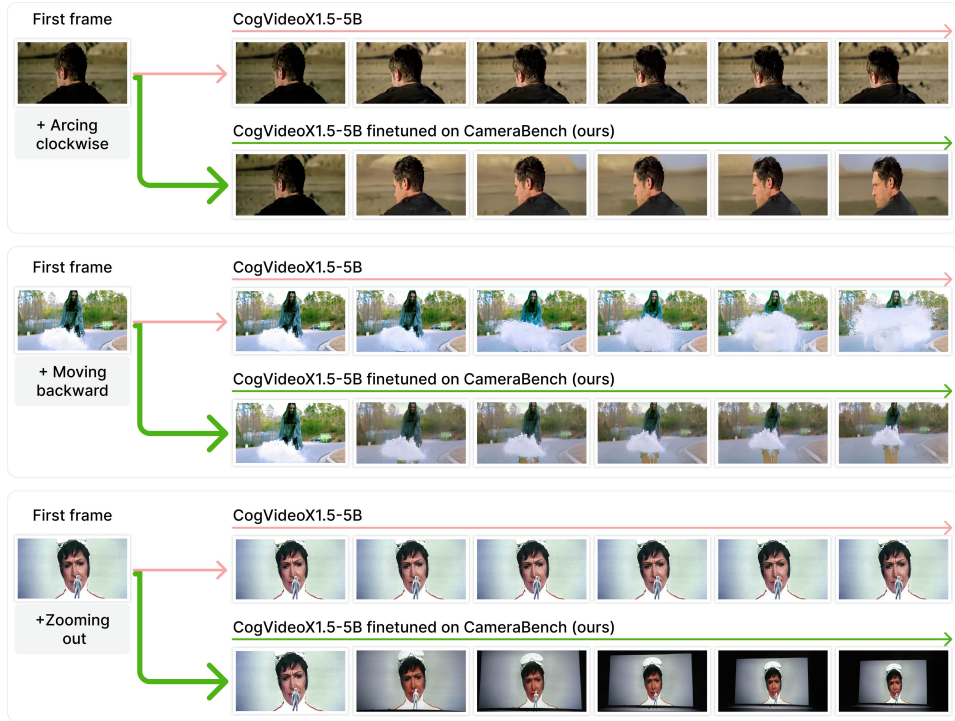 First frame
CogVideoX1.5-5B
+ Arcing
clockwise
CogVideoX1.5-5B finetuned on CameraBench (ours)
First frame
CogVideoX1.5-5B
+ Moving
backward
CogVideoX1.5-5B finetuned on CameraBench (ours)
First frame
CogVideoX1.5-5B
+Zooming
out
CogVideoX1.5-5B finetuned on CameraBench (ours)